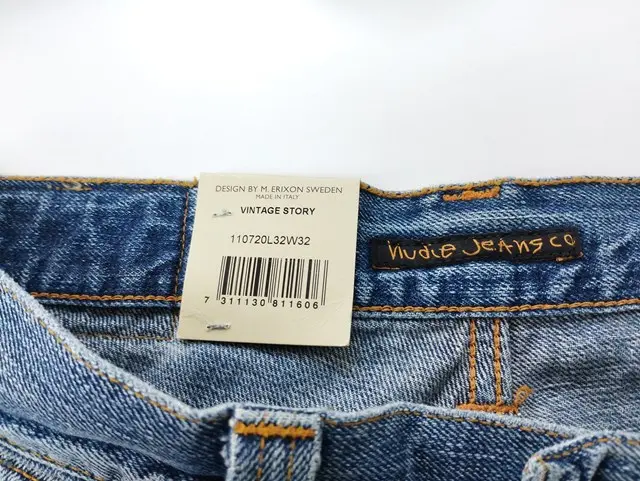 DESIGN BY M. ERIXON SWEDEN
MADE IN ITALY
VINTAGE STORY
110720L32W32
7 311130 811606
Nudie Jeans co